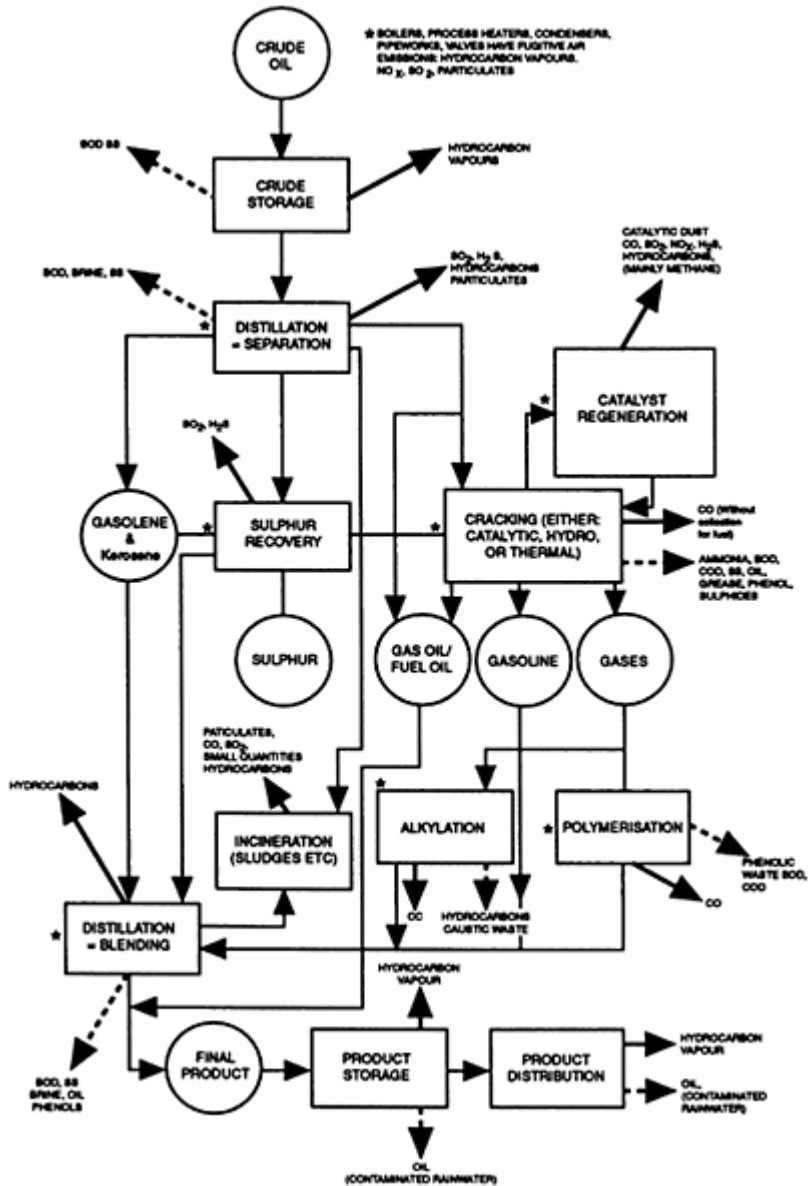 CRUDE
OIL
* BOILERS, PROCESS HEATERS, CONDENSERS,
PIPEWORKS, VALVES HAVE FUGITIVE AIR
EMISSIONS: HYDROCARBON VAPOURS,
NO X, SO 2, PARTICULATES
BOD SS
HYDROCARBON
VAPOURS
CRUDE
STORAGE
CATALYTIC DUST
CO, SO2, NOX, H2S,
HYDROCARBONS,
(MAINLY METHANE)
BOD, BRINE, SS
SO2, H2 S,
HYDROCARBONS
PARTICULATES
*
DISTILLATION
= SEPARATION
*
CATALYST
REGENERATION
SO2, H2S
GASOLENE
&
Kerosene
*
SULPHUR
RECOVERY
*
CRACKING (EITHER:
CATALYTIC, HYDRO,
OR THERMAL)
CO (Without
for fuel)
AMMONIA, BOD,
COD, SS, OIL,
GREASE, PHENOL,
SULPHIDES
SULPHUR
GAS OIL/
FUEL OIL
GASOLINE
GASES
PATICULATES,
CO, SO2,
SMALL QUANTITIES
HYDROCARBONS
HYDROCARBONS
*
ALKYLATION
*
POLYMERISATION
INCINERATION
(SLUDGES ETC)
PHENOLIC
WASTE BOD,
COD
CO
HYDROCARBONS
CAUSTIC WASTE
*
DISTILLATION
= BLENDING
HYDROCARBON
VAPOUR
BOD, SS
BRINE, OIL
PHENOLS
FINAL
PRODUCT
PRODUCT
STORAGE
PRODUCT
DISTRIBUTION
HYDROCARBON
VAPOUR
OIL,
(CONTAMINATED
RAINWATER)
OIL
(CONTAMINATED RAINWATER)